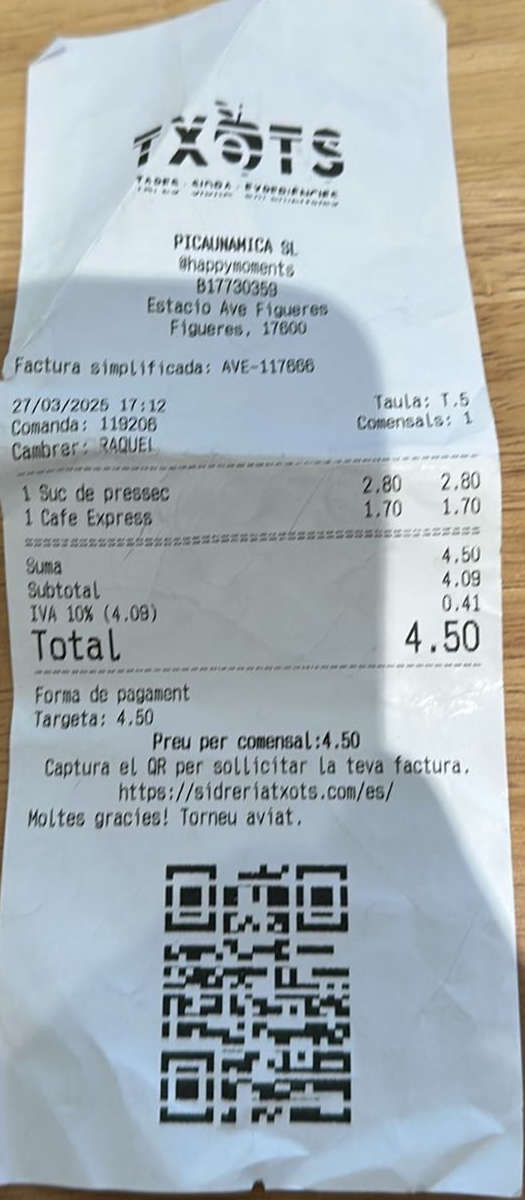 TXOTS
TAPES · SIDRA · EXPERIÈNCIES
PICAUNAMICA SL
@happymoments
B17730359
Estacio Ave Figueres
Figueres, 17600
Factura simplificada: AVE-117666
27/03/2025 17:12 Taula: T.5
Comanda: 119206 Comensals: 1
Cambrer: RAQUEL
1 Suc de pressec 2.80 2.80
1 Cafe Express 1.70 1.70
Suma 4.50
Subtotal 4.09
IVA 10% (4.09) 0.41
Total 4.50
Forma de pagament
Targeta: 4.50
Preu per comensal:4.50
Captura el QR per sol·licitar la teva factura.
https://sidreriatxots.com/es/
Moltes gracies! Torneu aviat.